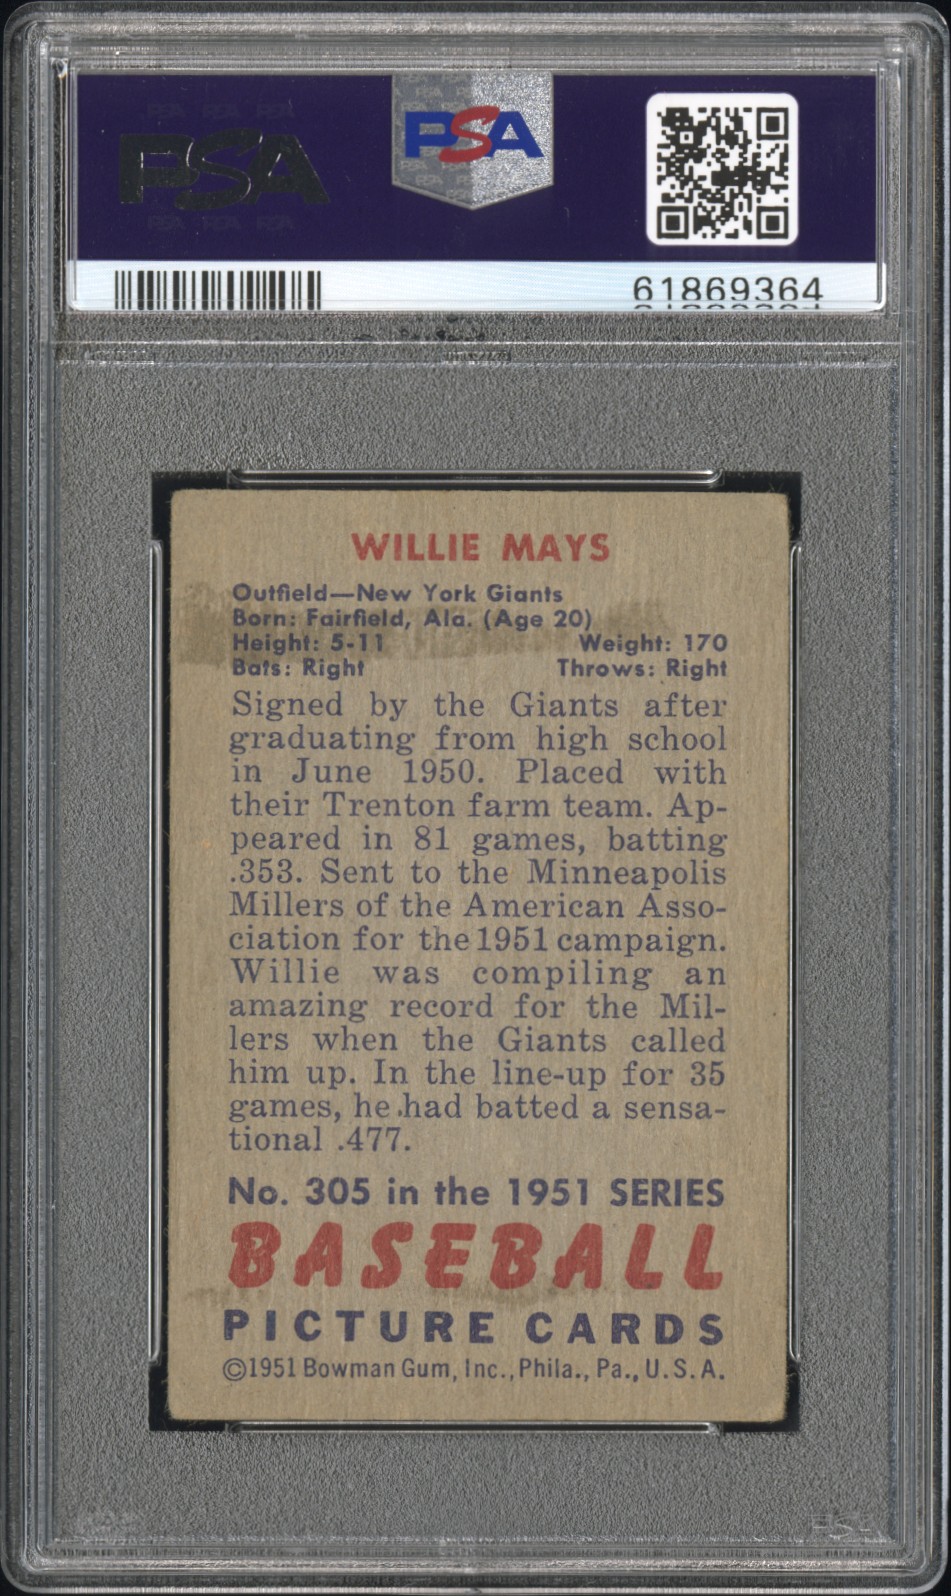 PSA
PSA
61869364
WILLIE MAYS
Outfield—New York Giants
Born: Fairfield, Ala. (Age 20)
Height: 5-11 Weight: 170
Bats: Right Throws: Right
Signed by the Giants after
graduating from high school
in June 1950. Placed with
their Trenton farm team. Ap-
peared in 81 games, batting
.353. Sent to the Minneapolis
Millers of the American Asso-
ciation for the 1951 campaign.
Willie was compiling an
amazing record for the Mil-
lers when the Giants called
him up. In the line-up for 35
games, he had batted a sensa-
tional .477.
No. 305 in the 1951 SERIES
BASEBALL
PICTURE CARDS
©1951 Bowman Gum, Inc., Phila., Pa., U.S.A.